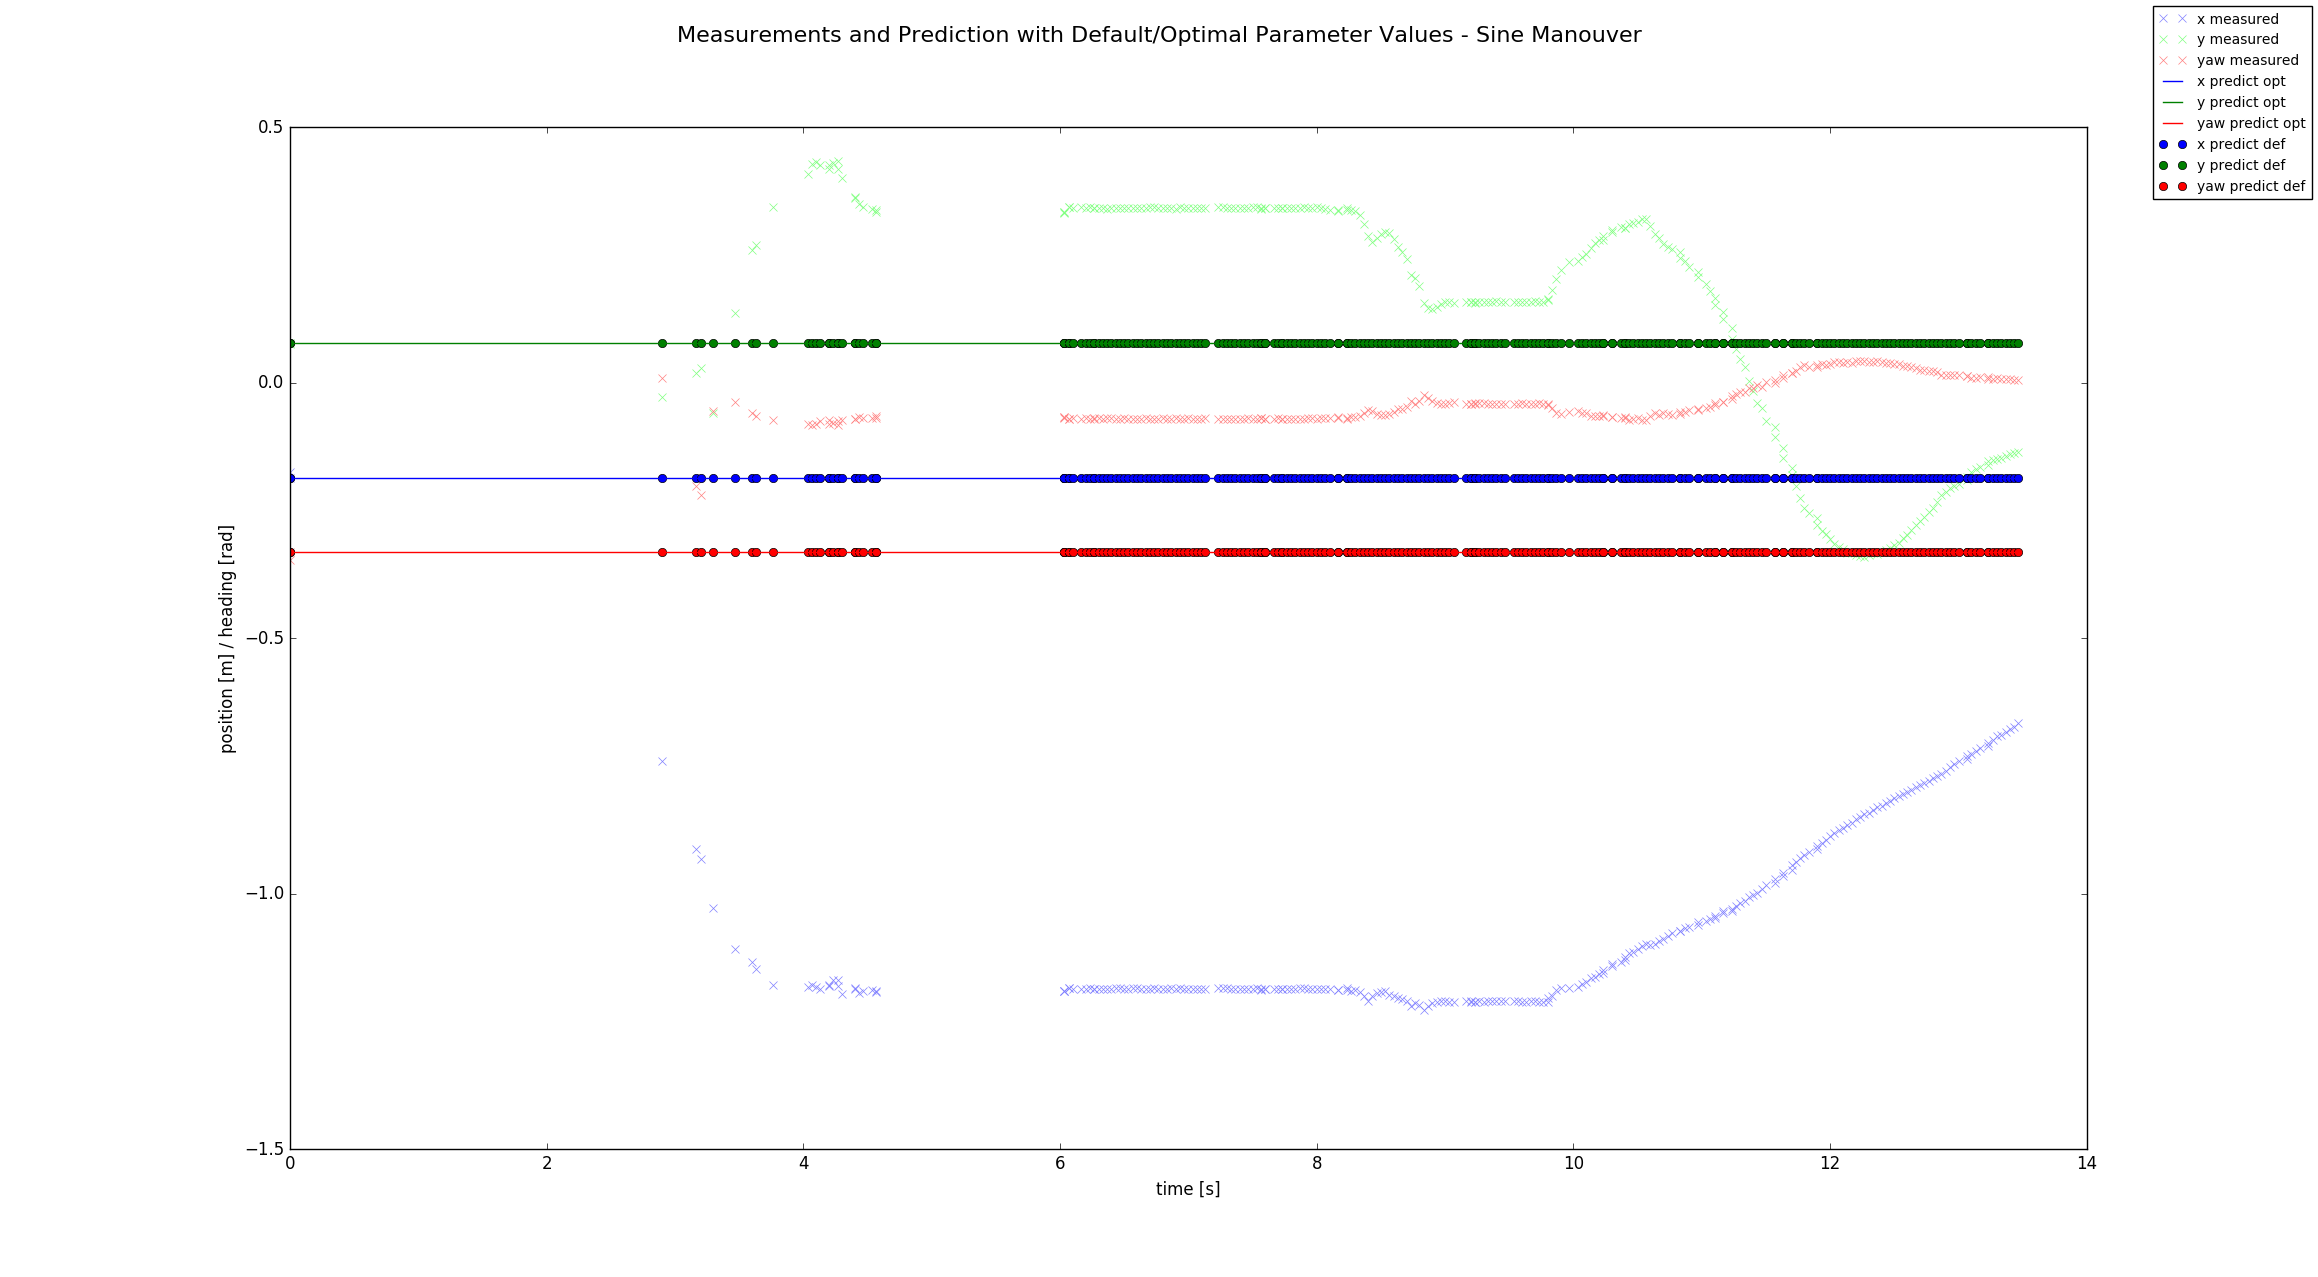 Measurements and Prediction with Default/Optimal Parameter Values - Sine Manouver
x measured
y measured
yaw measured
x predict opt
y predict opt
yaw predict opt
x predict def
y predict def
yaw predict def
0.5
0.0
−0.5
−1.0
−1.5
position [m] / heading [rad]
0 2 4 6 8 10 12 14
time [s]